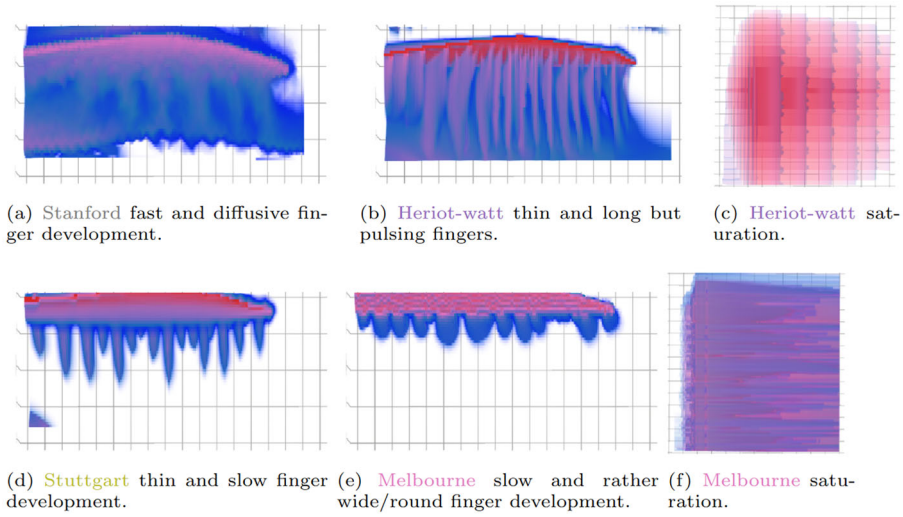 (a) Stanford fast and diffusive fin-
ger development.
(b) Heriot-watt thin and long but
pulsing fingers.
(c) Heriot-watt sat-
uration.
(d) Stuttgart thin and slow finger
development.
(e) Melbourne slow and rather
wide/round finger development.
(f) Melbourne satu-
ration.